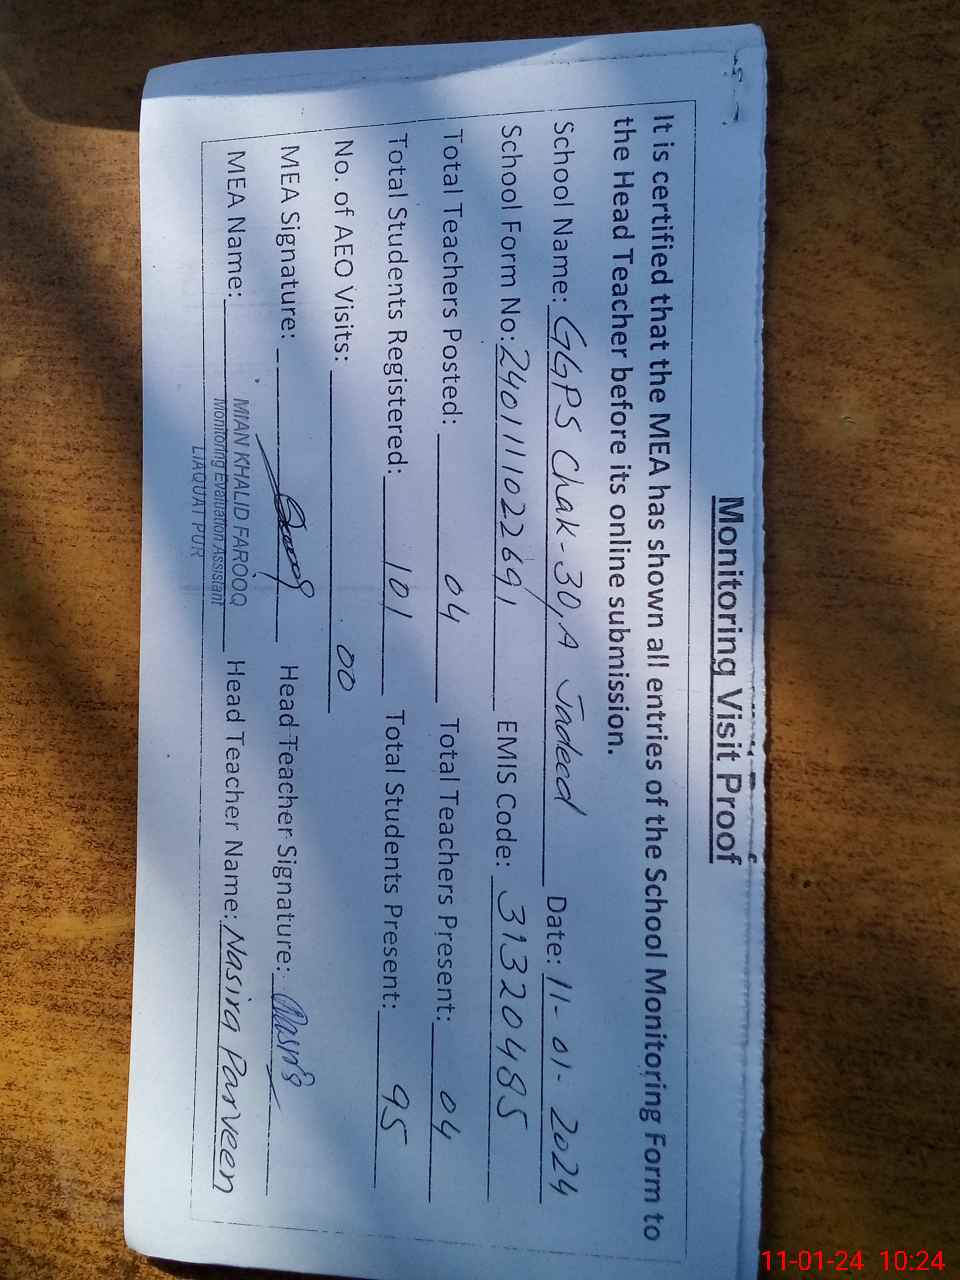 Monitoring Visit Proof
It is certified that the MEA has shown all entries of the School Monitoring Form to
the Head Teacher before its online submission.
School Name: GGPS Chak-30,A Jadeed Date: 11-01-2024
School Form No: 2401111022691 EMIS Code: 31320485
Total Teachers Posted: 04 Total Teachers Present: 04
Total Students Registered: 101 Total Students Present: 95
No. of AEO Visits: 00
MEA Signature: Head Teacher Signature:
MEA Name: MIAN KHALID FAROOQ Head Teacher Name: Nasira Parveen
Monitoring Evaluation Assistant
LIAQUAT PUR
11-01-24 10:24